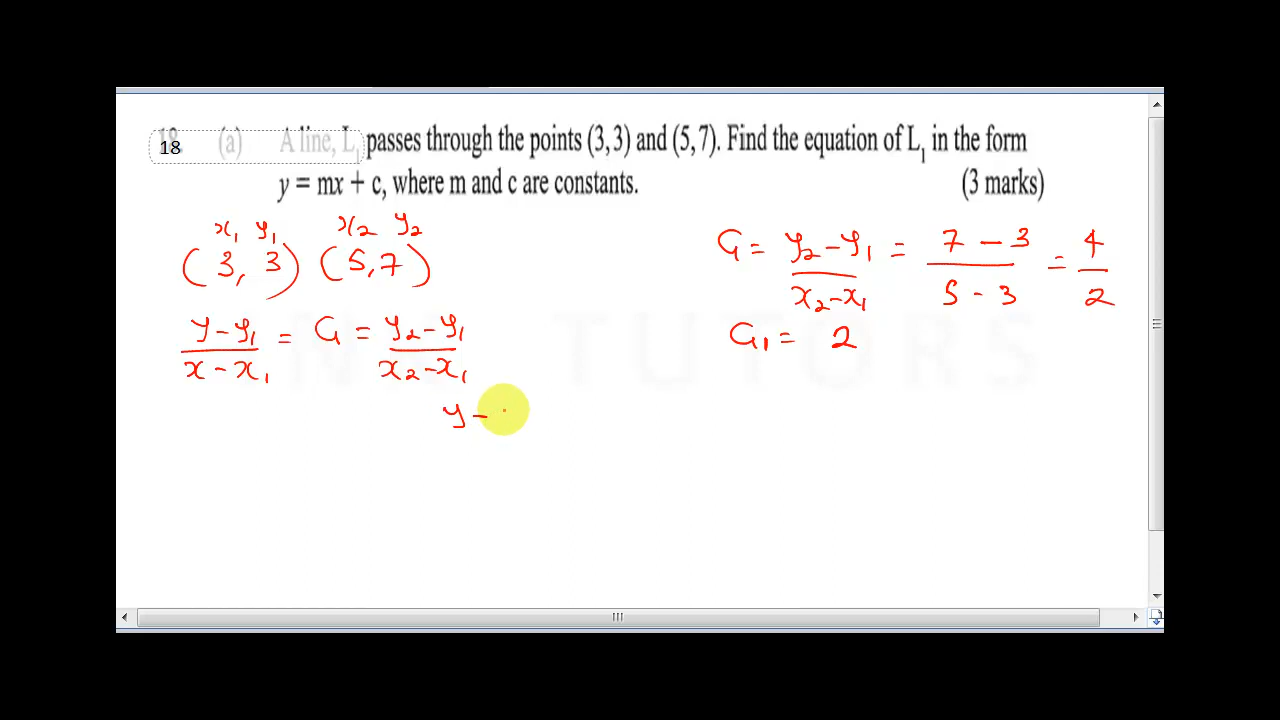 18 (a) A line, L1 passes through the points (3, 3) and (5, 7). Find the equation of L1 in the form
18
y = mx + c, where m and c are constants. (3 marks)
x1 y1 x2 y2
(3, 3) (5, 7)
G = y2 - y1 / x2 - x1 = 7 - 3 / 5 - 3 = 4 / 2
y - y1 / x - x1 = G = y2 - y1 / x2 - x1
G1 = 2
TUTORS
y -